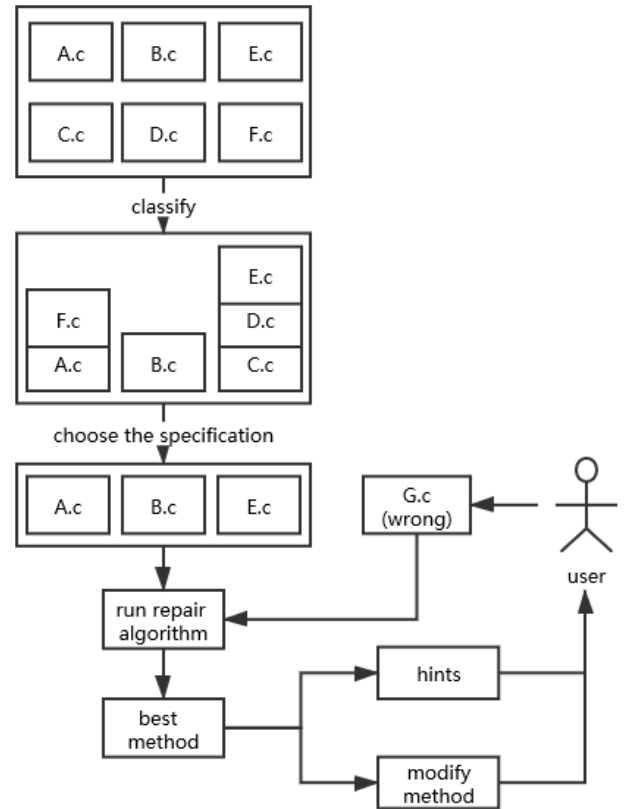 A.c B.c E.c
C.c D.c F.c
classify
E.c
F.c D.c
A.c B.c C.c
choose the specification
A.c B.c E.c
G.c
(wrong)
user
run repair
algorithm
hints
best
method
modify
method